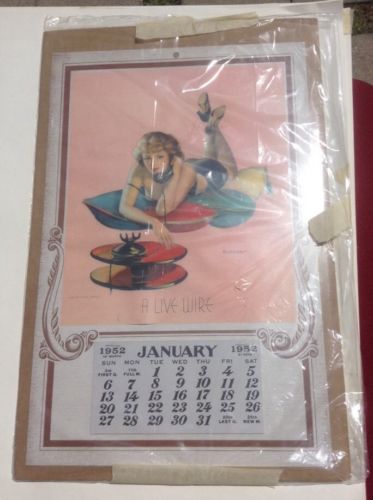 A LIVE WIRE
1952 JANUARY 1952
SUN MON TUE WED THU FRI SAT
1 2 3 4 5
6 7 8 9 10 11 12
13 14 15 16 17 18 19
20 21 22 23 24 25 26
27 28 29 30 31